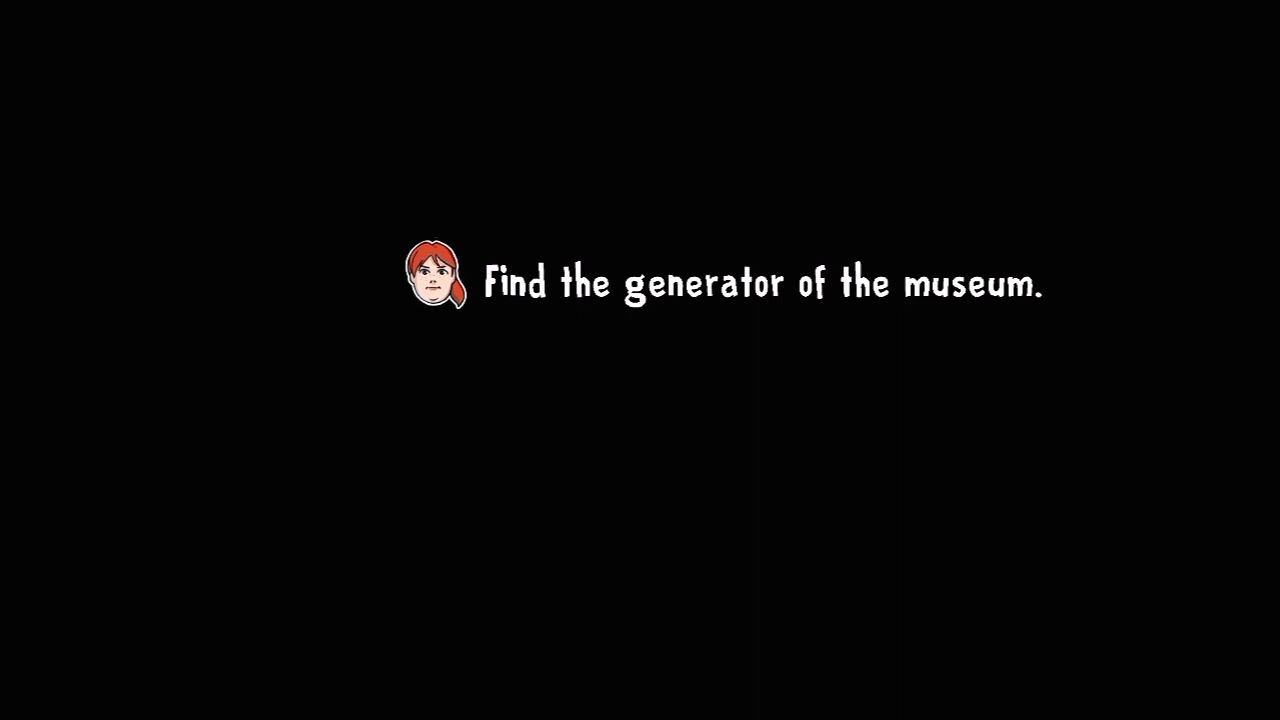 Find the generator of the museum.